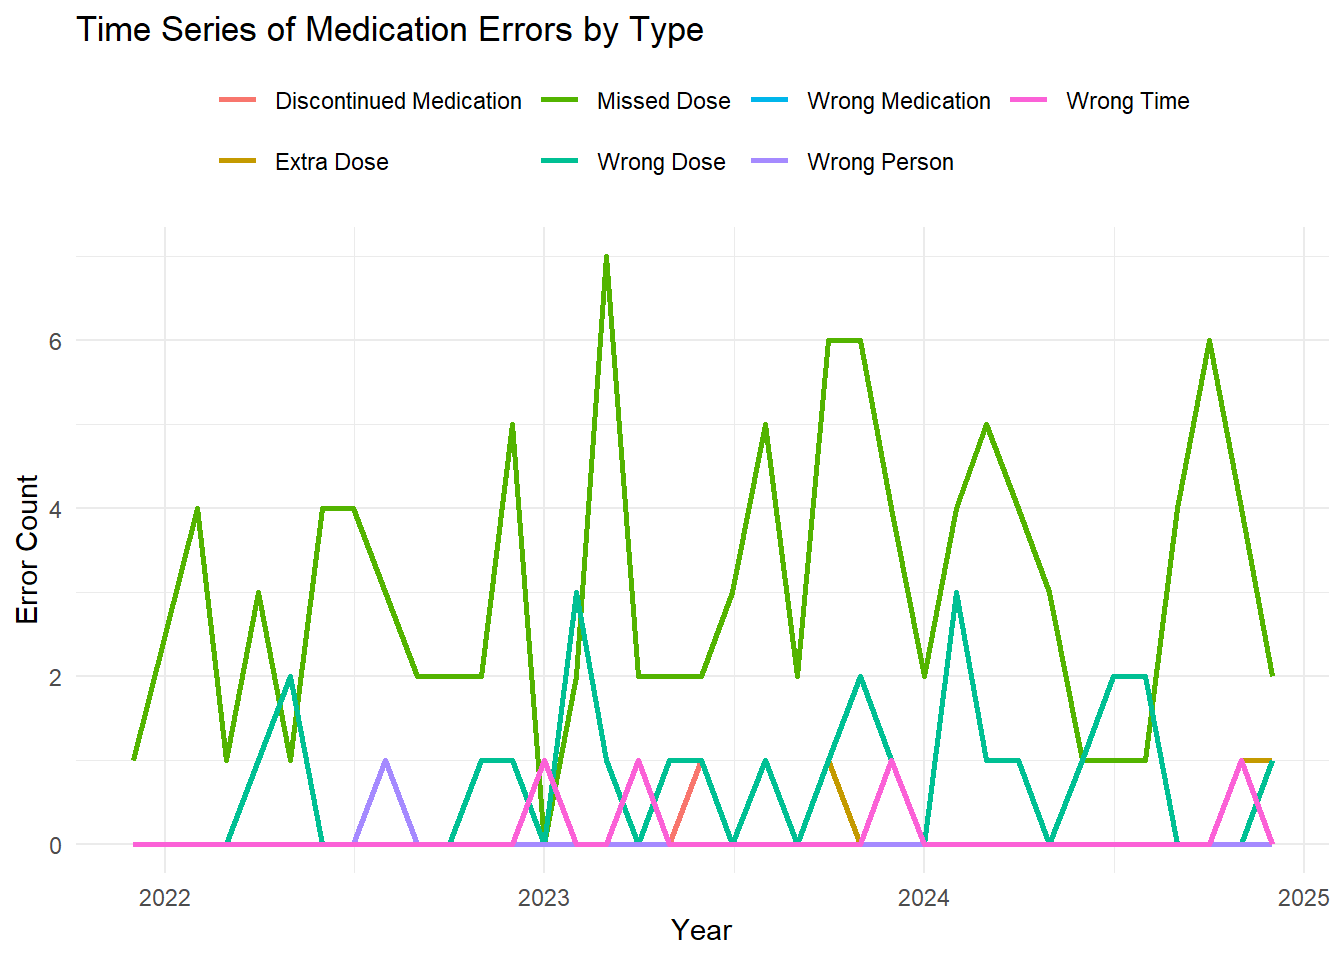 Time Series of Medication Errors by Type
Discontinued Medication Missed Dose Wrong Medication Wrong Time
Extra Dose Wrong Dose Wrong Person
Error Count
6
4
2
0
2022 2023 2024 2025
Year